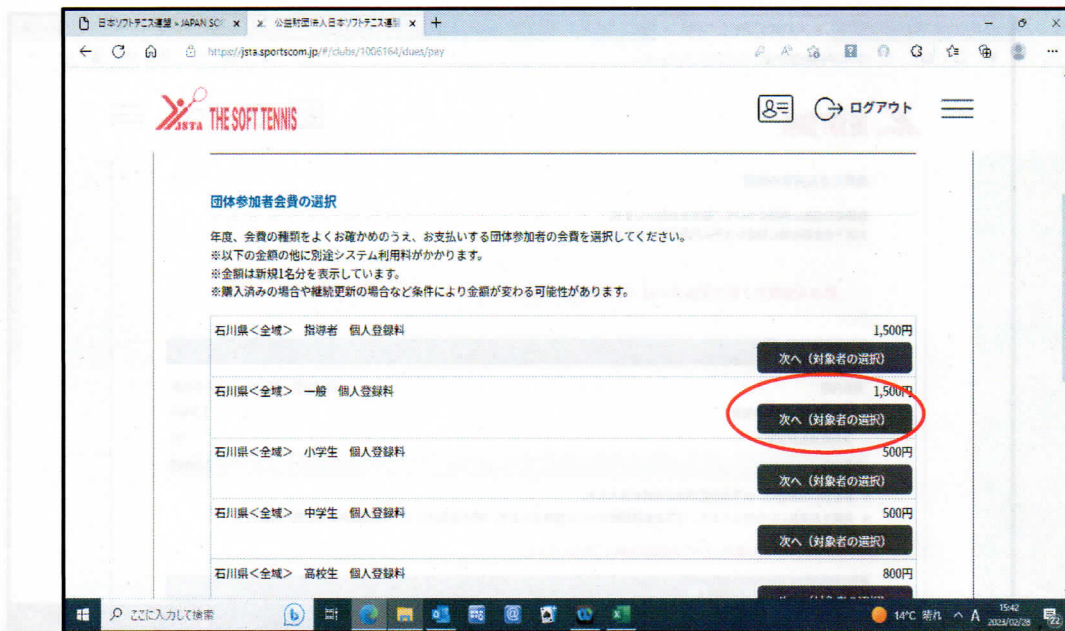 日本ソフトテニス連盟 - JAPAN SO
公益財団法人日本ソフトテニス連盟
https://jsta.sportscom.jp/#/clubs/1006164/dues/pay
JSTA THE SOFT TENNIS
ログアウト
団体参加者会費の選択
年度、会費の種類をよくお確かめのうえ、お支払いする団体参加者の会費を選択してください。
※以下の金額の他に別途システム利用料がかかります。
※金額は新規1名分を表示しています。
※購入済みの場合や継続更新の場合など条件により金額が変わる可能性があります。
石川県<全域> 指導者 個人登録料 1,500円
次へ (対象者の選択)
石川県<全域> 一般 個人登録料 1,500円
次へ (対象者の選択)
石川県<全域> 小学生 個人登録料 500円
次へ (対象者の選択)
石川県<全域> 中学生 個人登録料 500円
次へ (対象者の選択)
石川県<全域> 高校生 個人登録料 800円
ここに入力して検索
14°C 晴れ A 15:42
2023/02/28
22